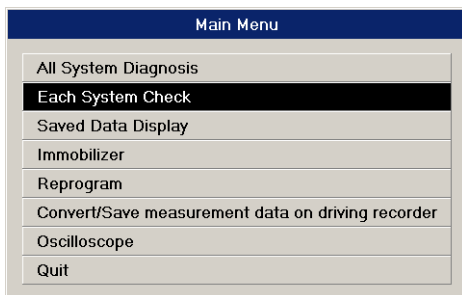 Main Menu
All System Diagnosis
Each System Check
Saved Data Display
Immobilizer
Reprogram
Convert/Save measurement data on driving recorder
Oscilloscope
Quit